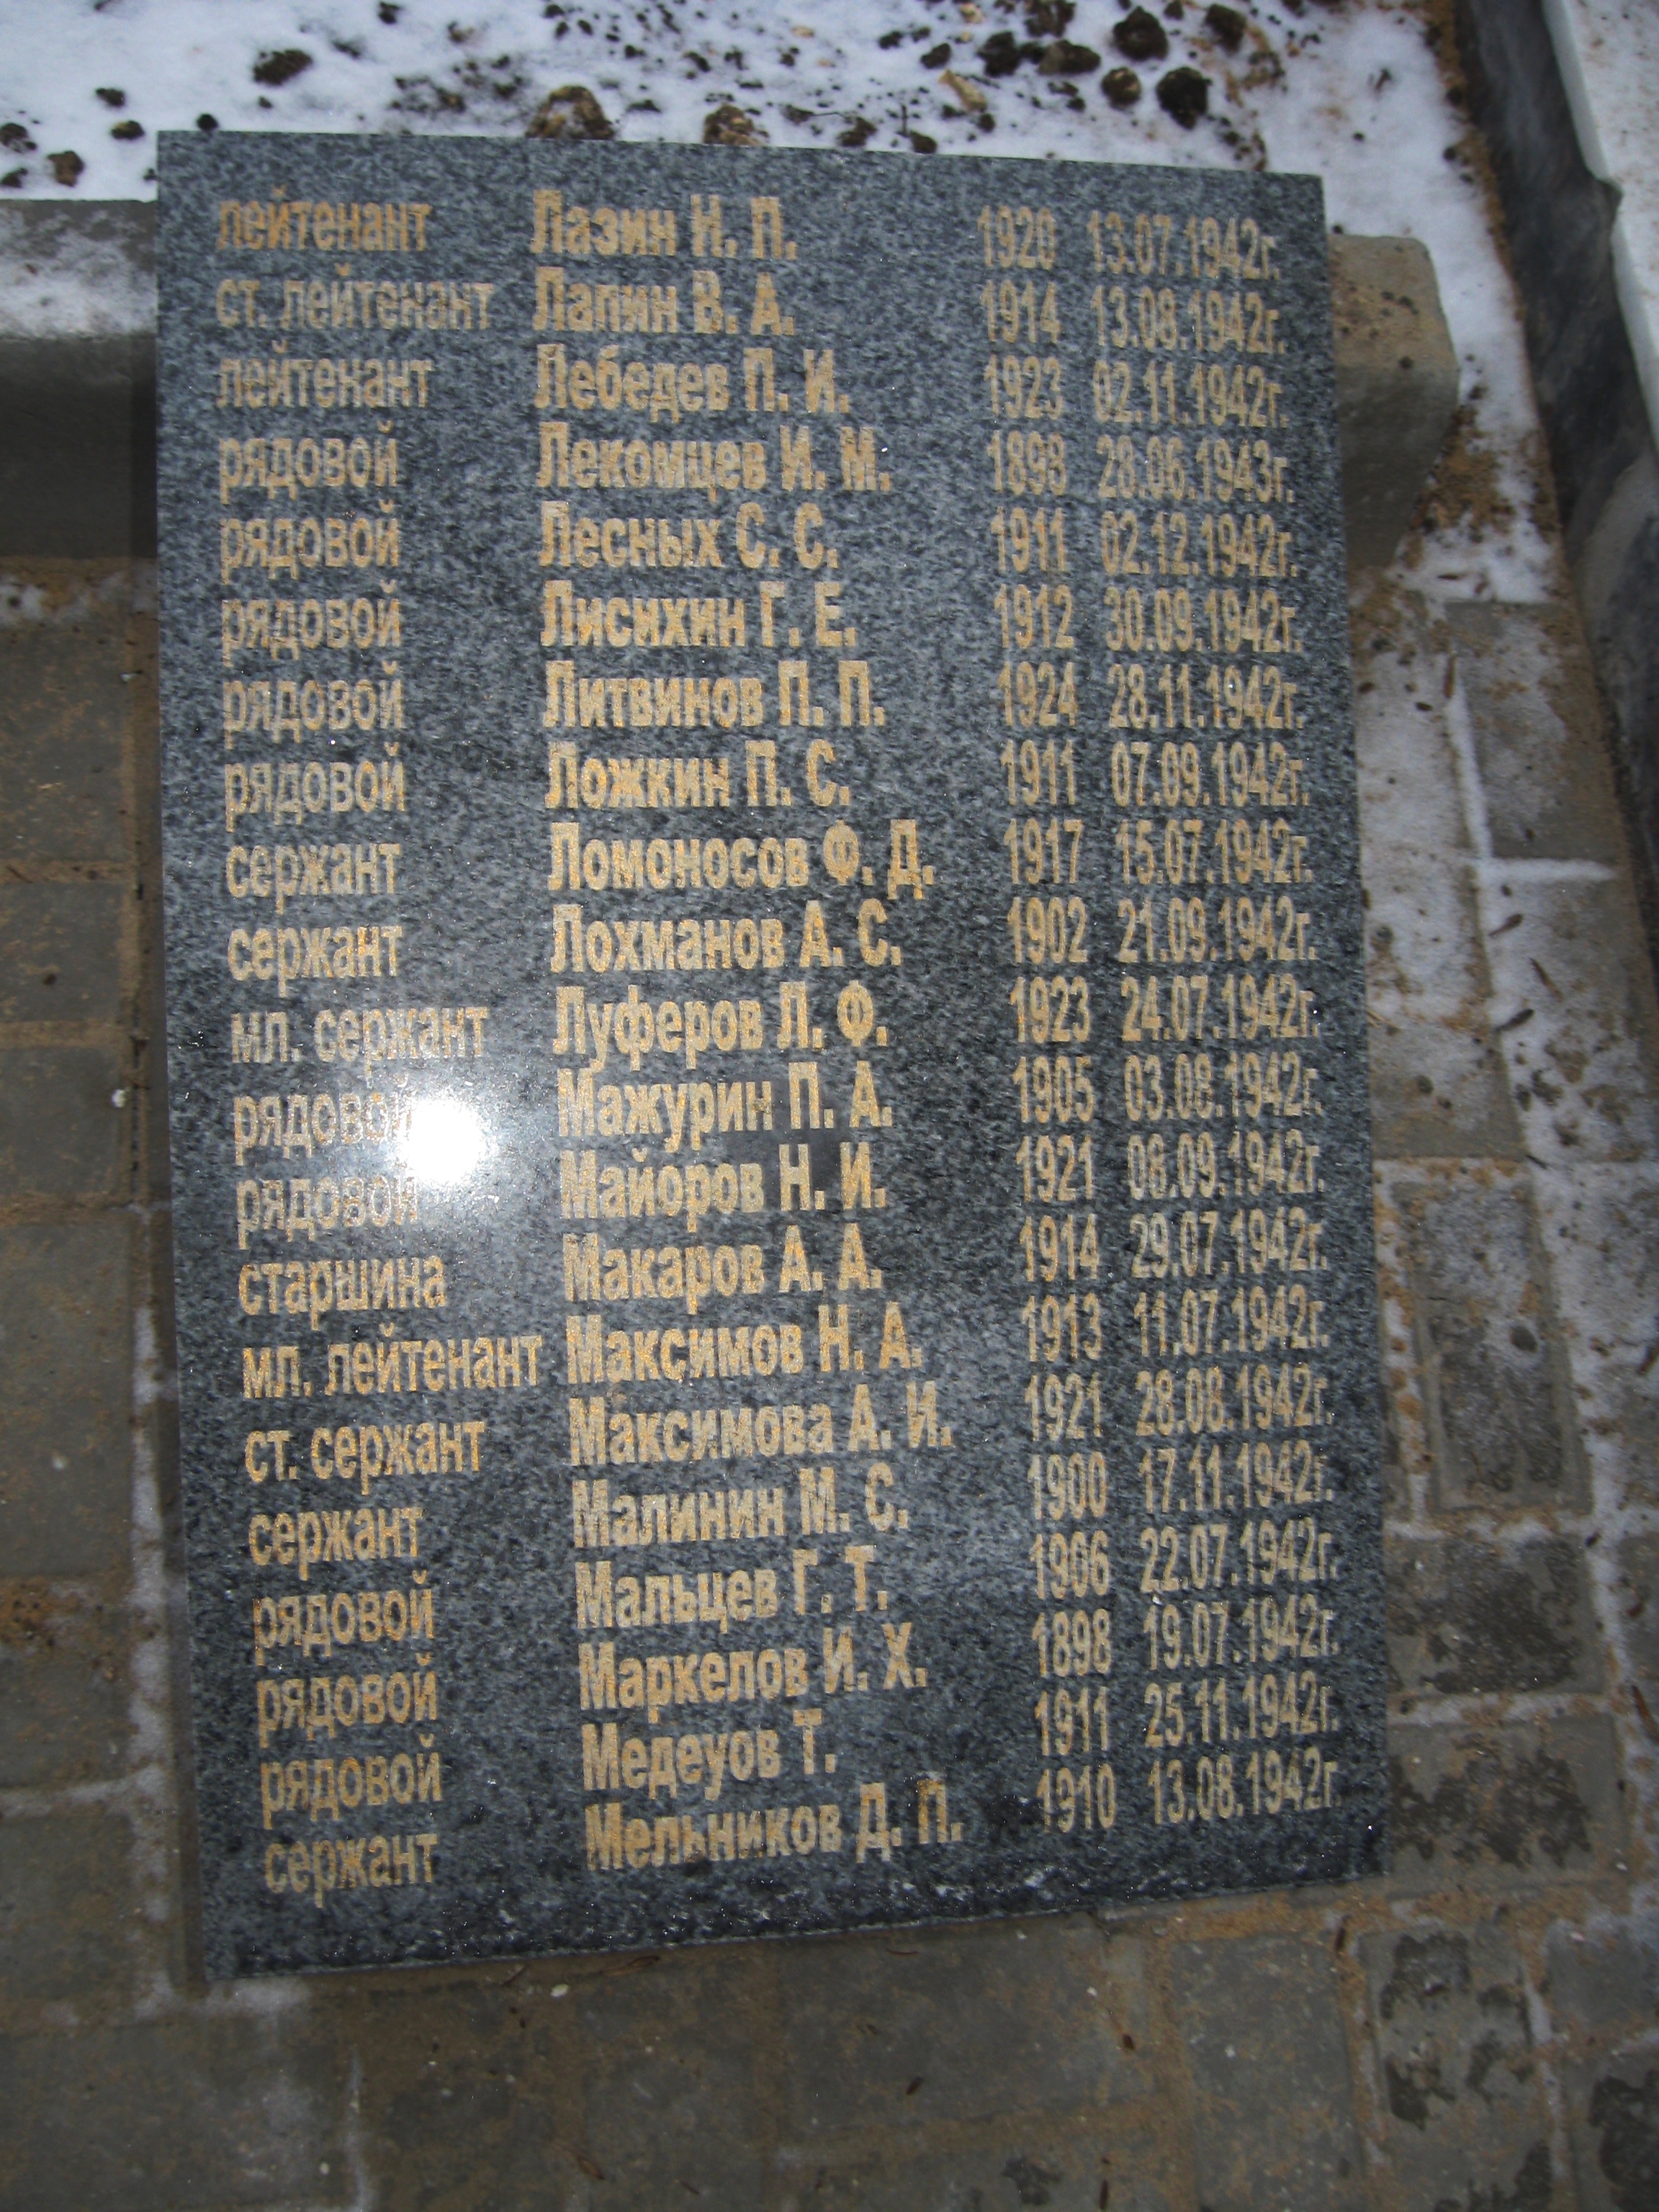 лейтенант Лазин Н. П. 1920 13.07.1942г.
ст. лейтенант Лапин В. А. 1914 13.08.1942г.
лейтенант Лебедев П. И. 1923 02.11.1942г.
рядовой Лекомцев И. М. 1898 28.06.1943г.
рядовой Лесных С. С. 1911 02.12.1942г.
рядовой Лисихин Г. Е. 1912 30.09.1942г.
рядовой Литвинов П. П. 1924 28.11.1942г.
рядовой Ложкин П. С. 1911 07.09.1942г.
сержант Ломоносов Ф. Д. 1917 15.07.1942г.
сержант Лохманов А. С. 1902 21.09.1942г.
мл. сержант Луферов Л. Ф. 1923 24.07.1942г.
рядовой Мажурин П. А. 1905 03.08.1942г.
рядовой Майоров Н. И. 1921 08.09.1942г.
старшина Макаров А. А. 1914 29.07.1942г.
мл. лейтенант Максимов Н. А. 1913 11.07.1942г.
ст. сержант Максимова А. И. 1921 28.08.1942г.
сержант Малинин М. С. 1900 17.11.1942г.
рядовой Мальцев Г. Т. 1906 22.07.1942г.
рядовой Маркелов И. Х. 1898 19.07.1942г.
рядовой Медеуов Т. 1911 25.11.1942г.
сержант Мельников Д. П. 1910 13.08.1942г.